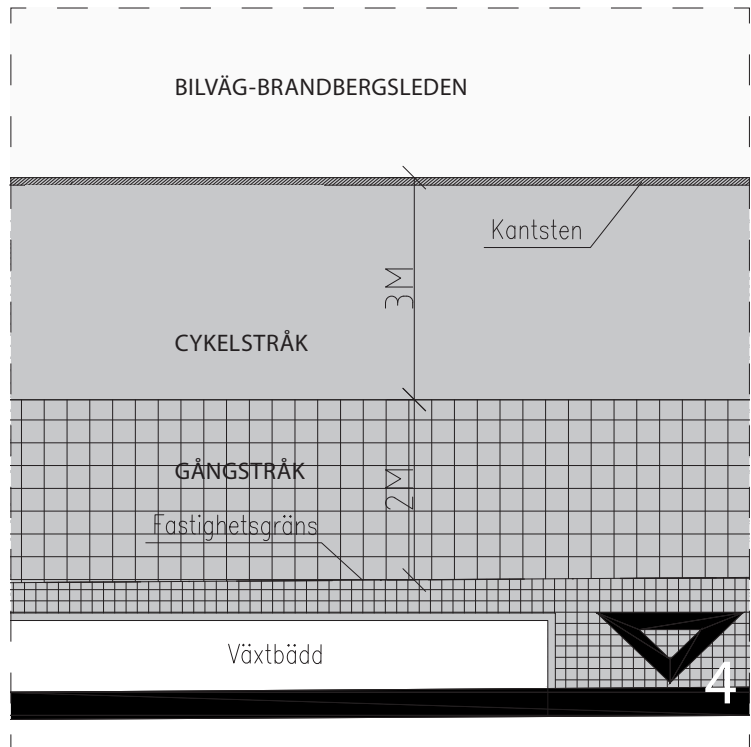 BILVÄG-BRANDBERGSLEDEN
Kantsten
3M
CYKELSTRÅK
GÅNGSTRÅK
2M
Fastighetsgräns
Växtbädd
4